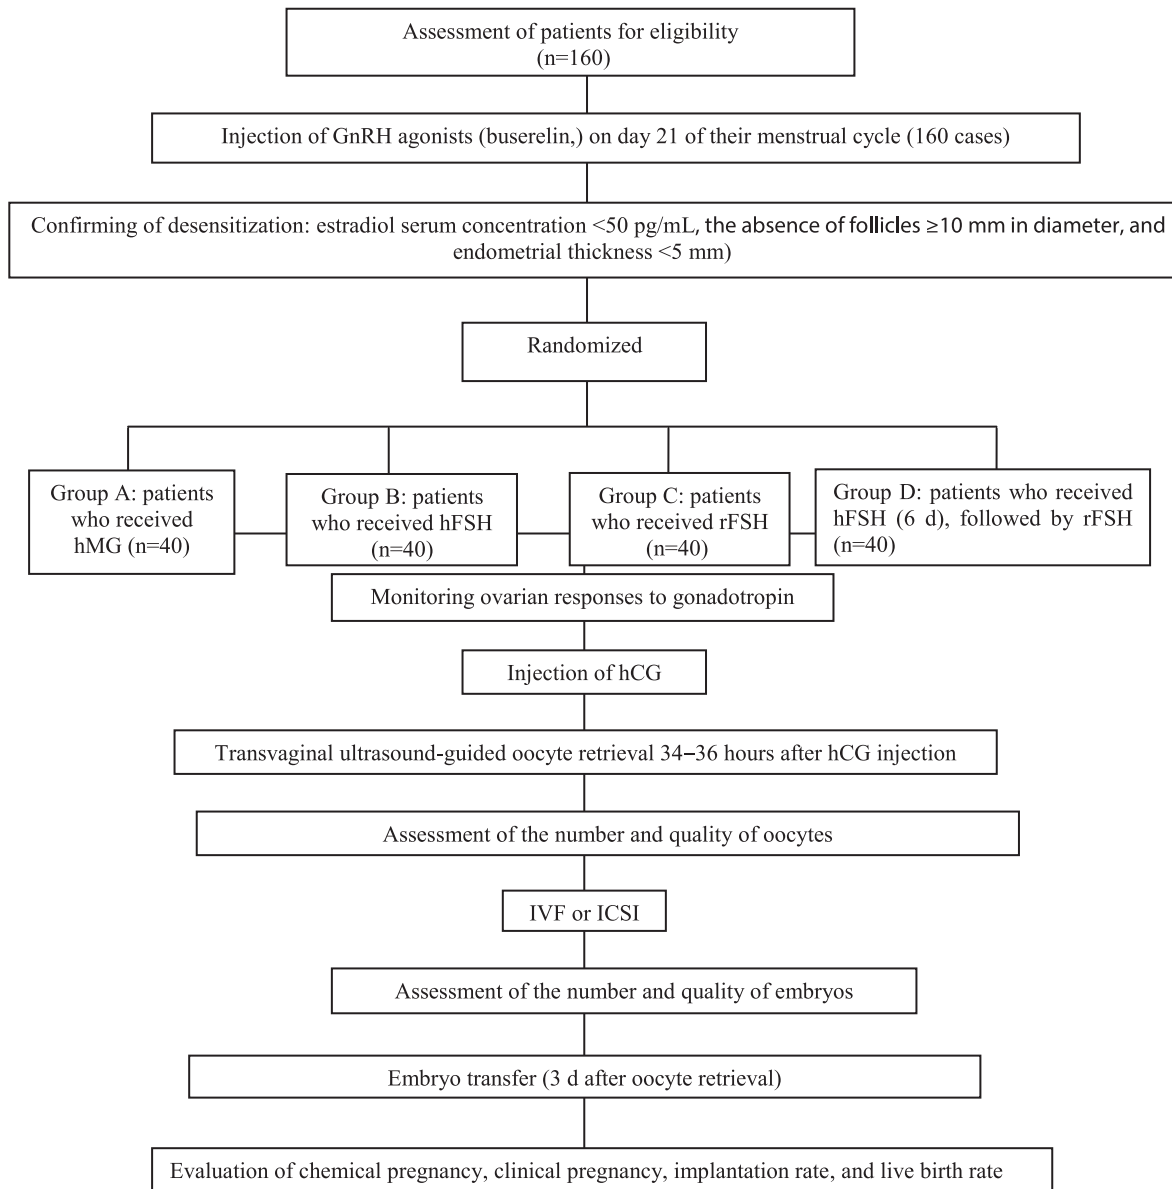 Assessment of patients for eligibility
(n=160)
Injection of GnRH agonists (buserelin,) on day 21 of their menstrual cycle (160 cases)
Confirming of desensitization: estradiol serum concentration <50 pg/mL, the absence of follicles ≥10 mm in diameter, and
endometrial thickness <5 mm)
Randomized
Group A: patients
who received
hMG (n=40)
Group B: patients
who received hFSH
(n=40)
Group C: patients
who received rFSH
(n=40)
Group D: patients who received
hFSH (6 d), followed by rFSH
(n=40)
Monitoring ovarian responses to gonadotropin
Injection of hCG
Transvaginal ultrasound-guided oocyte retrieval 34–36 hours after hCG injection
Assessment of the number and quality of oocytes
IVF or ICSI
Assessment of the number and quality of embryos
Embryo transfer (3 d after oocyte retrieval)
Evaluation of chemical pregnancy, clinical pregnancy, implantation rate, and live birth rate